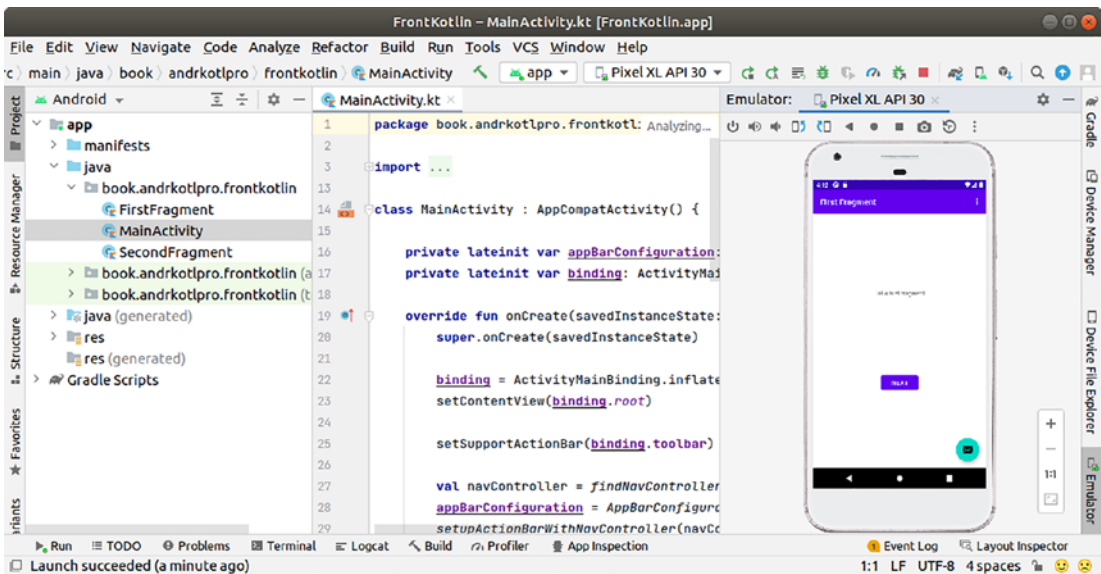 FrontKotlin – MainActivity.kt [FrontKotlin.app]
File Edit View Navigate Code Analyze Refactor Build Run Tools VCS Window Help
main java book andrkotlpro frontkotlin MainActivity app Pixel XL API 30
Project
Resource Manager
Structure
Favorites
Android
app
manifests
java
book.andrkotlpro.frontkotlin
FirstFragment
MainActivity
SecondFragment
book.andrkotlpro.frontkotlin (a
book.andrkotlpro.frontkotlin (t
java (generated)
res
res (generated)
Gradle Scripts
MainActivity.kt
1 package book.andrkotlpro.frontkotl: Analyzing...
2
3 import ...
13
14 class MainActivity : AppCompatActivity() {
15
16 private lateinit var appBarConfiguration:
17 private lateinit var binding: ActivityMai
18
19 override fun onCreate(savedInstanceState:
20 super.onCreate(savedInstanceState)
21
22 binding = ActivityMainBinding.inflate
23 setContentView(binding.root)
24
25 setSupportActionBar(binding.toolbar)
26
27 val navController = findNavController
28 appBarConfiguration = AppBarConfigurc
29 setupActionBarWithNavController(navCo
Emulator: Pixel XL API 30
4:12
First Fragment
1:1
Gradle
Device Manager
Device File Explorer
Emulator
Run TODO Problems Terminal Logcat Build Profiler App Inspection 1 Event Log Layout Inspector
Launch succeeded (a minute ago) 1:1 LF UTF-8 4 spaces